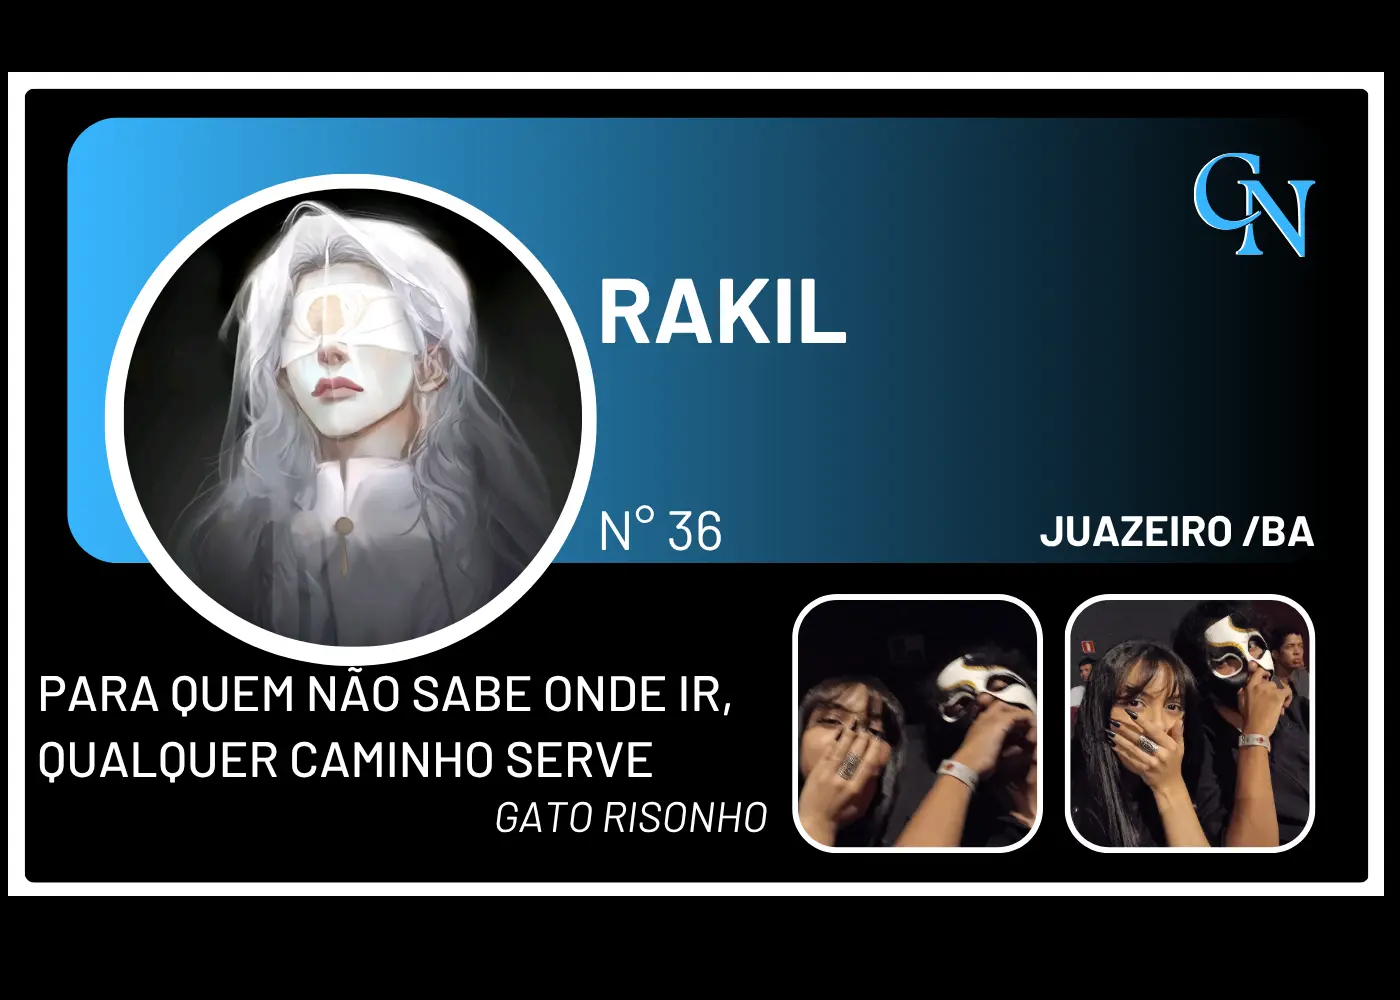 CN
RAKIL
N° 36
JUAZEIRO /BA
PARA QUEM NÃO SABE ONDE IR,
QUALQUER CAMINHO SERVE
GATO RISONHO